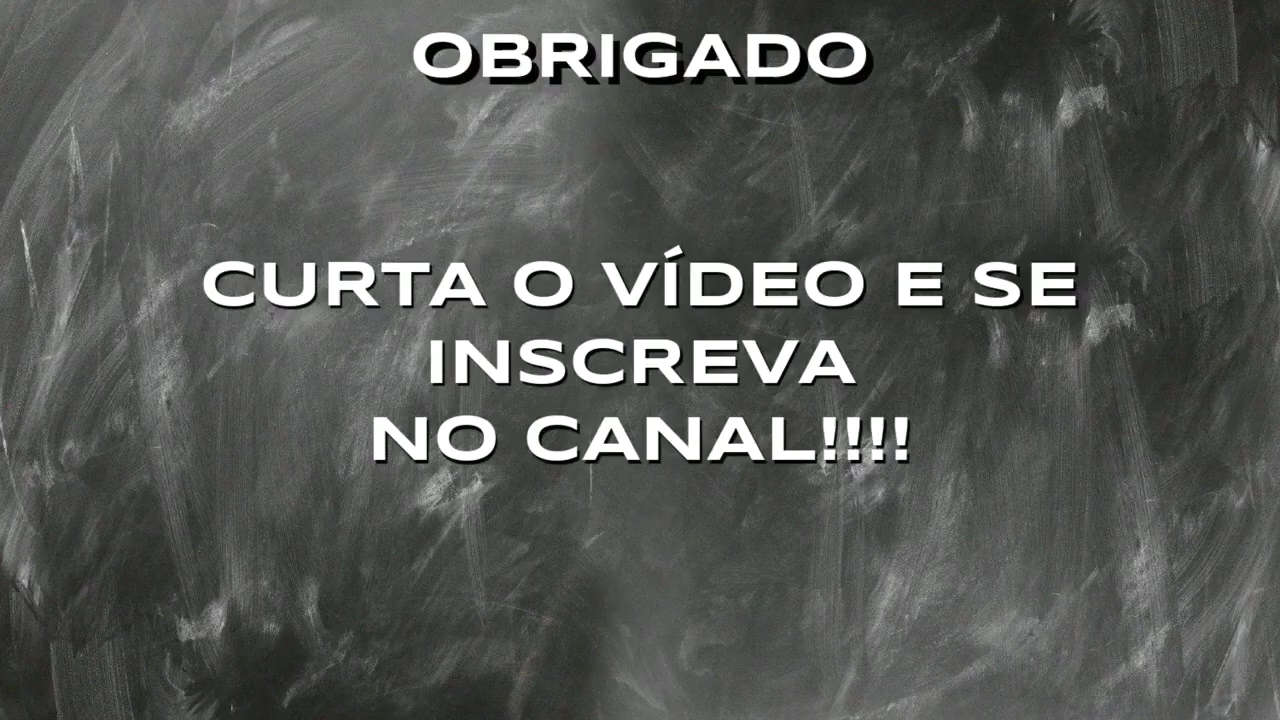 OBRIGADO
CURTA O VÍDEO E SE
INSCREVA
NO CANAL!!!!